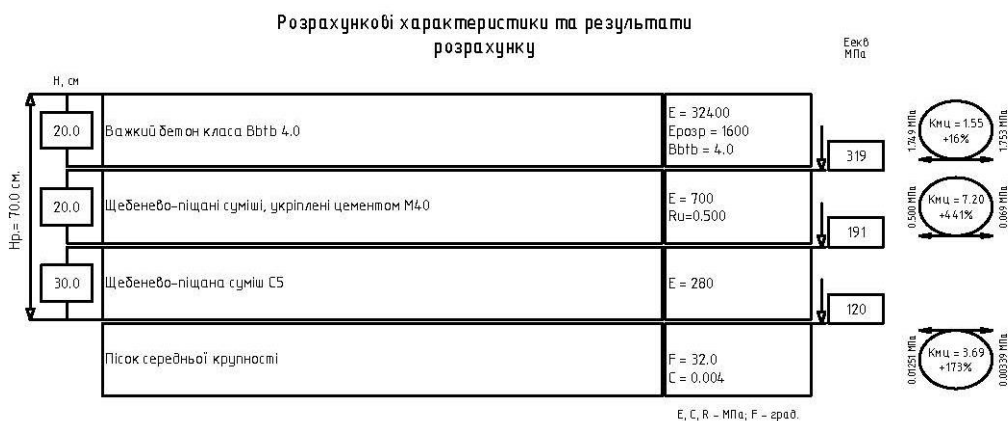 Розрахункові характеристики та результати
розрахунку
Еекв
МПа
Н, см
Нр.= 70.0 см.
20.0
Важкий бетон класа Bbtb 4.0
Е = 32400
Еразр = 1600
Bbtb = 4.0
319
1.749 МПа
Кмц = 1.55
+16%
1.753 МПа
20.0
Щебенево-піщані суміші, укріплені цементом М40
Е = 700
Ru=0.500
191
0.500 МПа
Кмц = 7.20
+441%
0.069 МПа
30.0
Щебенево-піщана суміш С5
Е = 280
120
Пісок середньої крупності
F = 32.0
С = 0.004
0.01251 МПа
Кмц = 3.69
+173%
0.00339 МПа
Е, С, R - МПа; F - град.